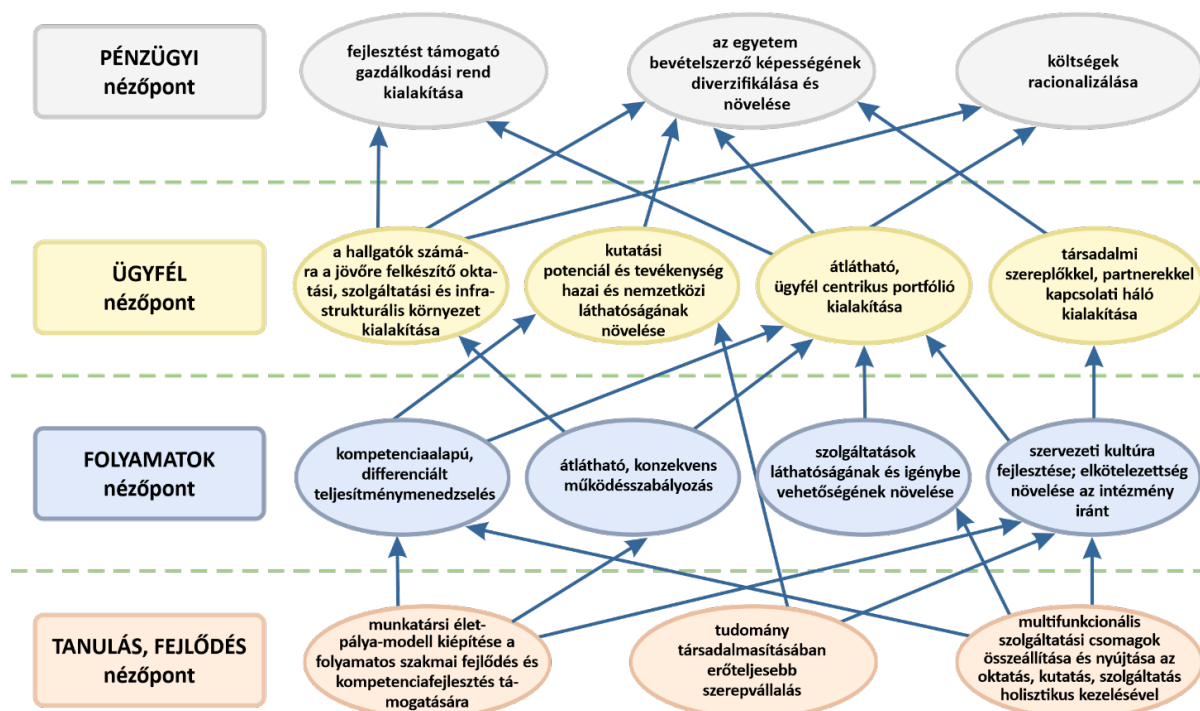 PÉNZÜGYI
nézőpont
fejlesztést támogató
gazdálkodási rend
kialakítása
az egyetem
bevételszerző képességének
diverzifikálása és
növelése
költségek
racionalizálása
ÜGYFÉL
nézőpont
a hallgatók számá-
ra a jövőre felkészítő okta-
tási, szolgáltatási és infra-
strukturális környezet
kialakítása
kutatási
potenciál és tevékenység
hazai és nemzetközi
láthatóságának
növelése
átlátható,
ügyfél centrikus portfólió
kialakítása
társadalmi
szereplőkkel, partnerekkel
kapcsolati háló
kialakítása
FOLYAMATOK
nézőpont
kompetenciaalapú,
differenciált
teljesítménymenedzselés
átlátható, konzekvens
működésszabályozás
szolgáltatások
láthatóságának és igénybe
vehetőségének növelése
szervezeti kultúra
fejlesztése; elkötelezettség
növelése az intézmény
iránt
TANULÁS, FEJLŐDÉS
nézőpont
munkatársi élet-
pálya-modell kiépítése a
folyamatos szakmai fejlődés és
kompetenciafejlesztés tá-
mogatására
tudomány
társadalmasításában
erőteljesebb
szerepvállalás
multifunkcionális
szolgáltatási csomagok
összeállítása és nyújtása az
oktatás, kutatás, szolgáltatás
holisztikus kezelésével